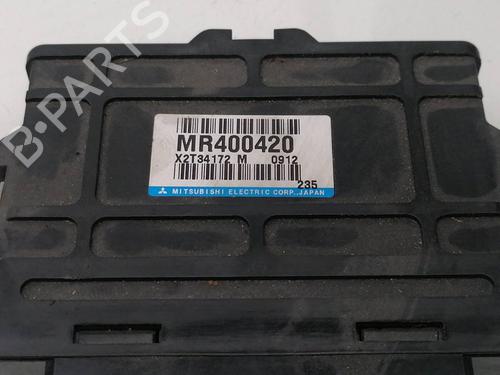 B-PARTS
MR400420
X2T34172 M 0912
235
MITSUBISHI ELECTRIC CORP., JAPAN